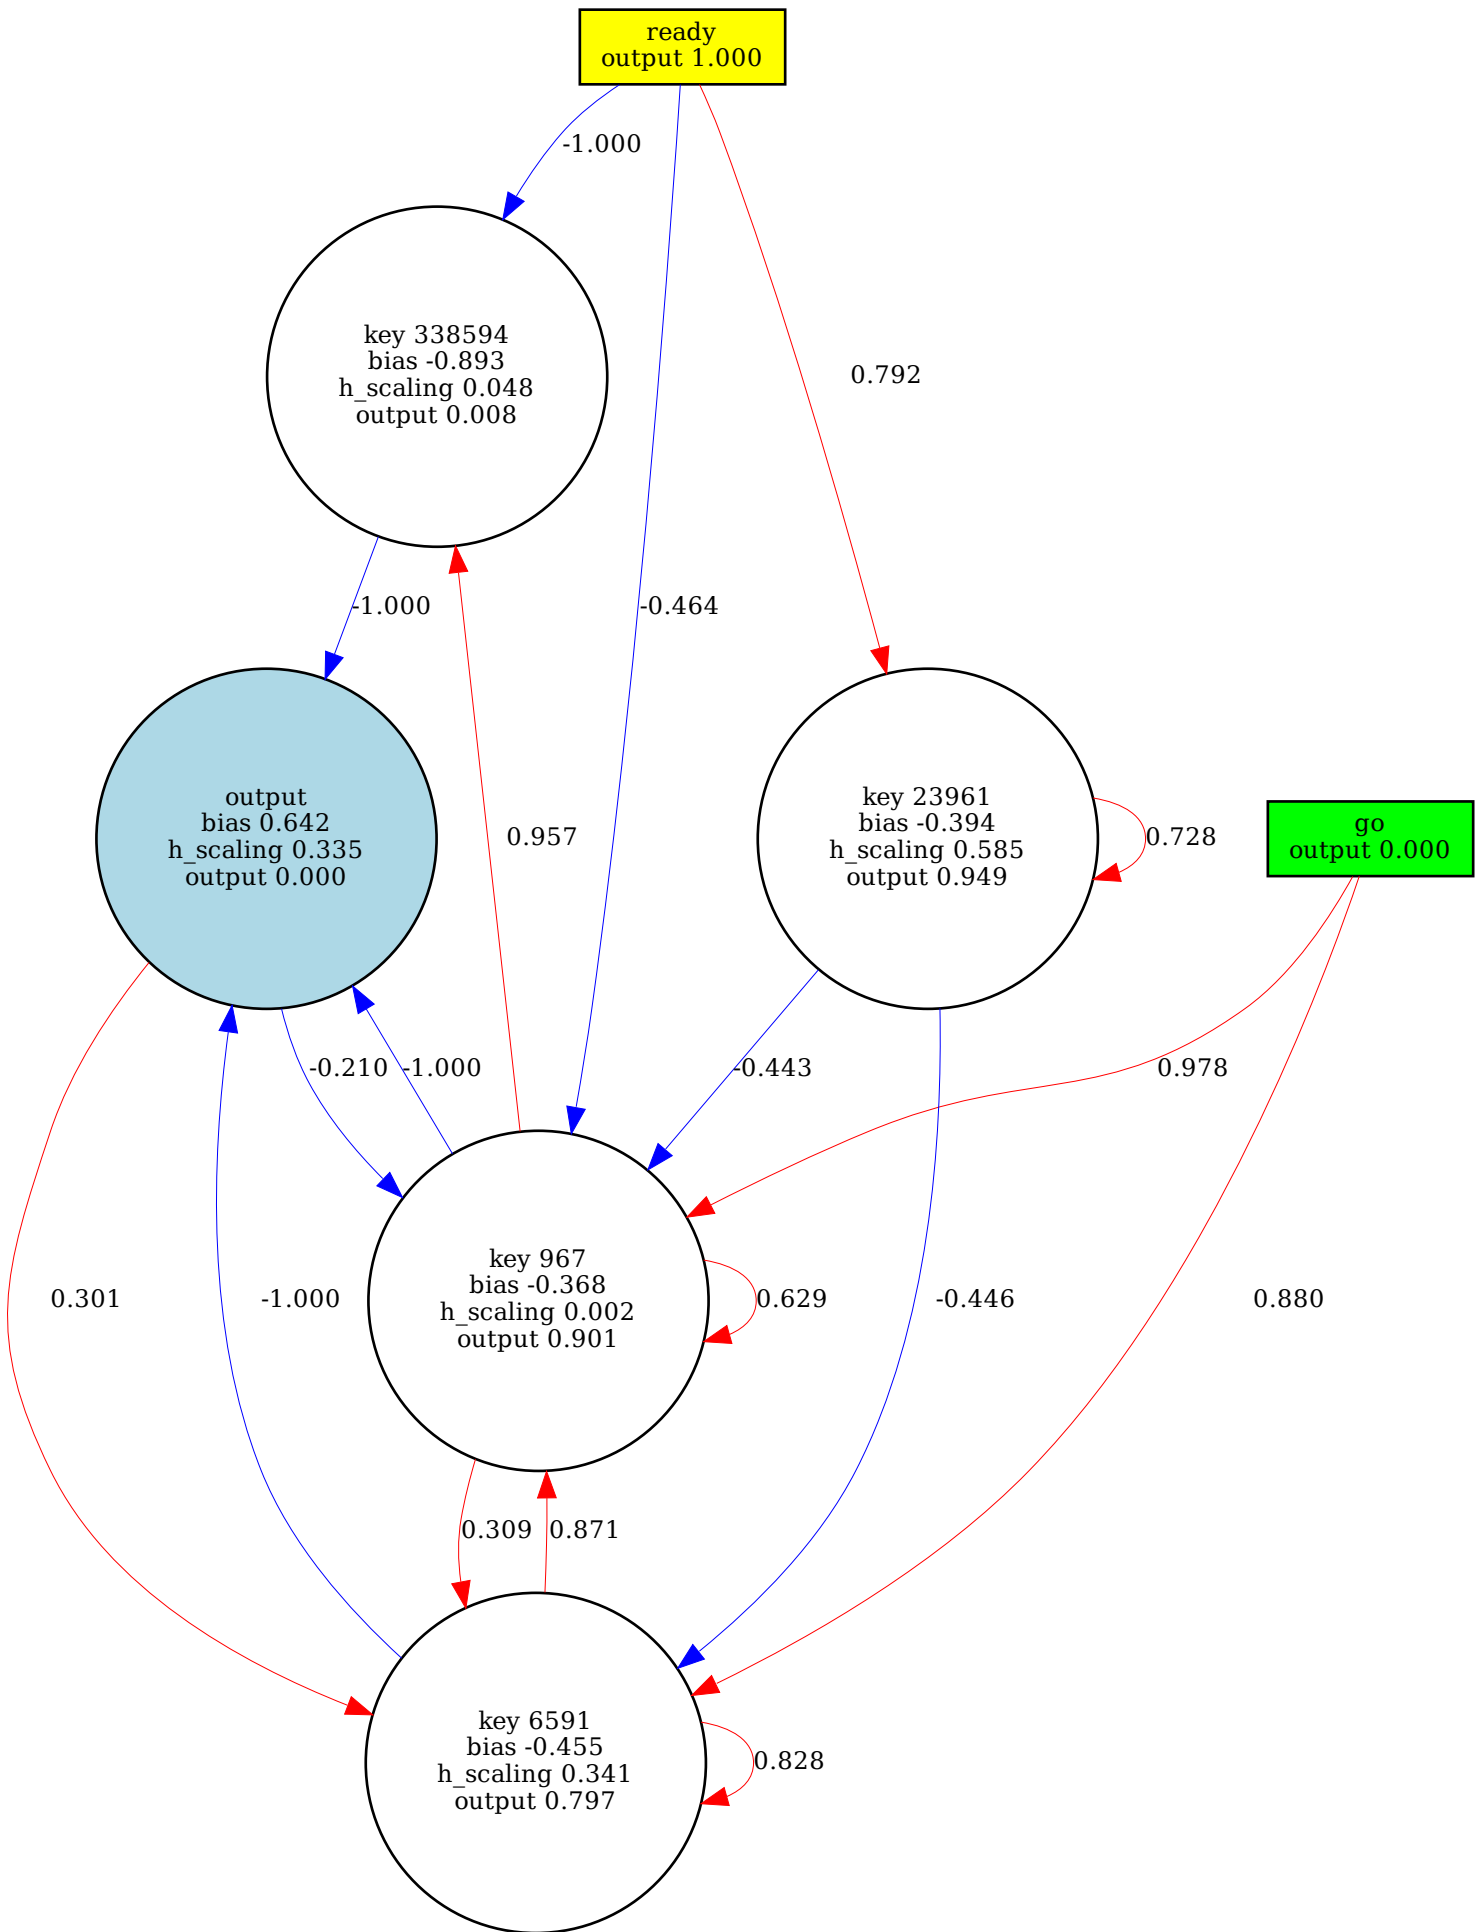 ready
output 1.000
-1.000
key 338594
bias -0.893
h_scaling 0.048
output 0.008
0.792
-1.000
-0.464
output
bias 0.642
h_scaling 0.335
output 0.000
0.957
key 23961
bias -0.394
h_scaling 0.585
output 0.949
0.728
go
output 0.000
-0.210
-1.000
-0.443
0.978
0.301
-1.000
key 967
bias -0.368
h_scaling 0.002
output 0.901
0.629
-0.446
0.880
0.309
0.871
key 6591
bias -0.455
h_scaling 0.341
output 0.797
0.828